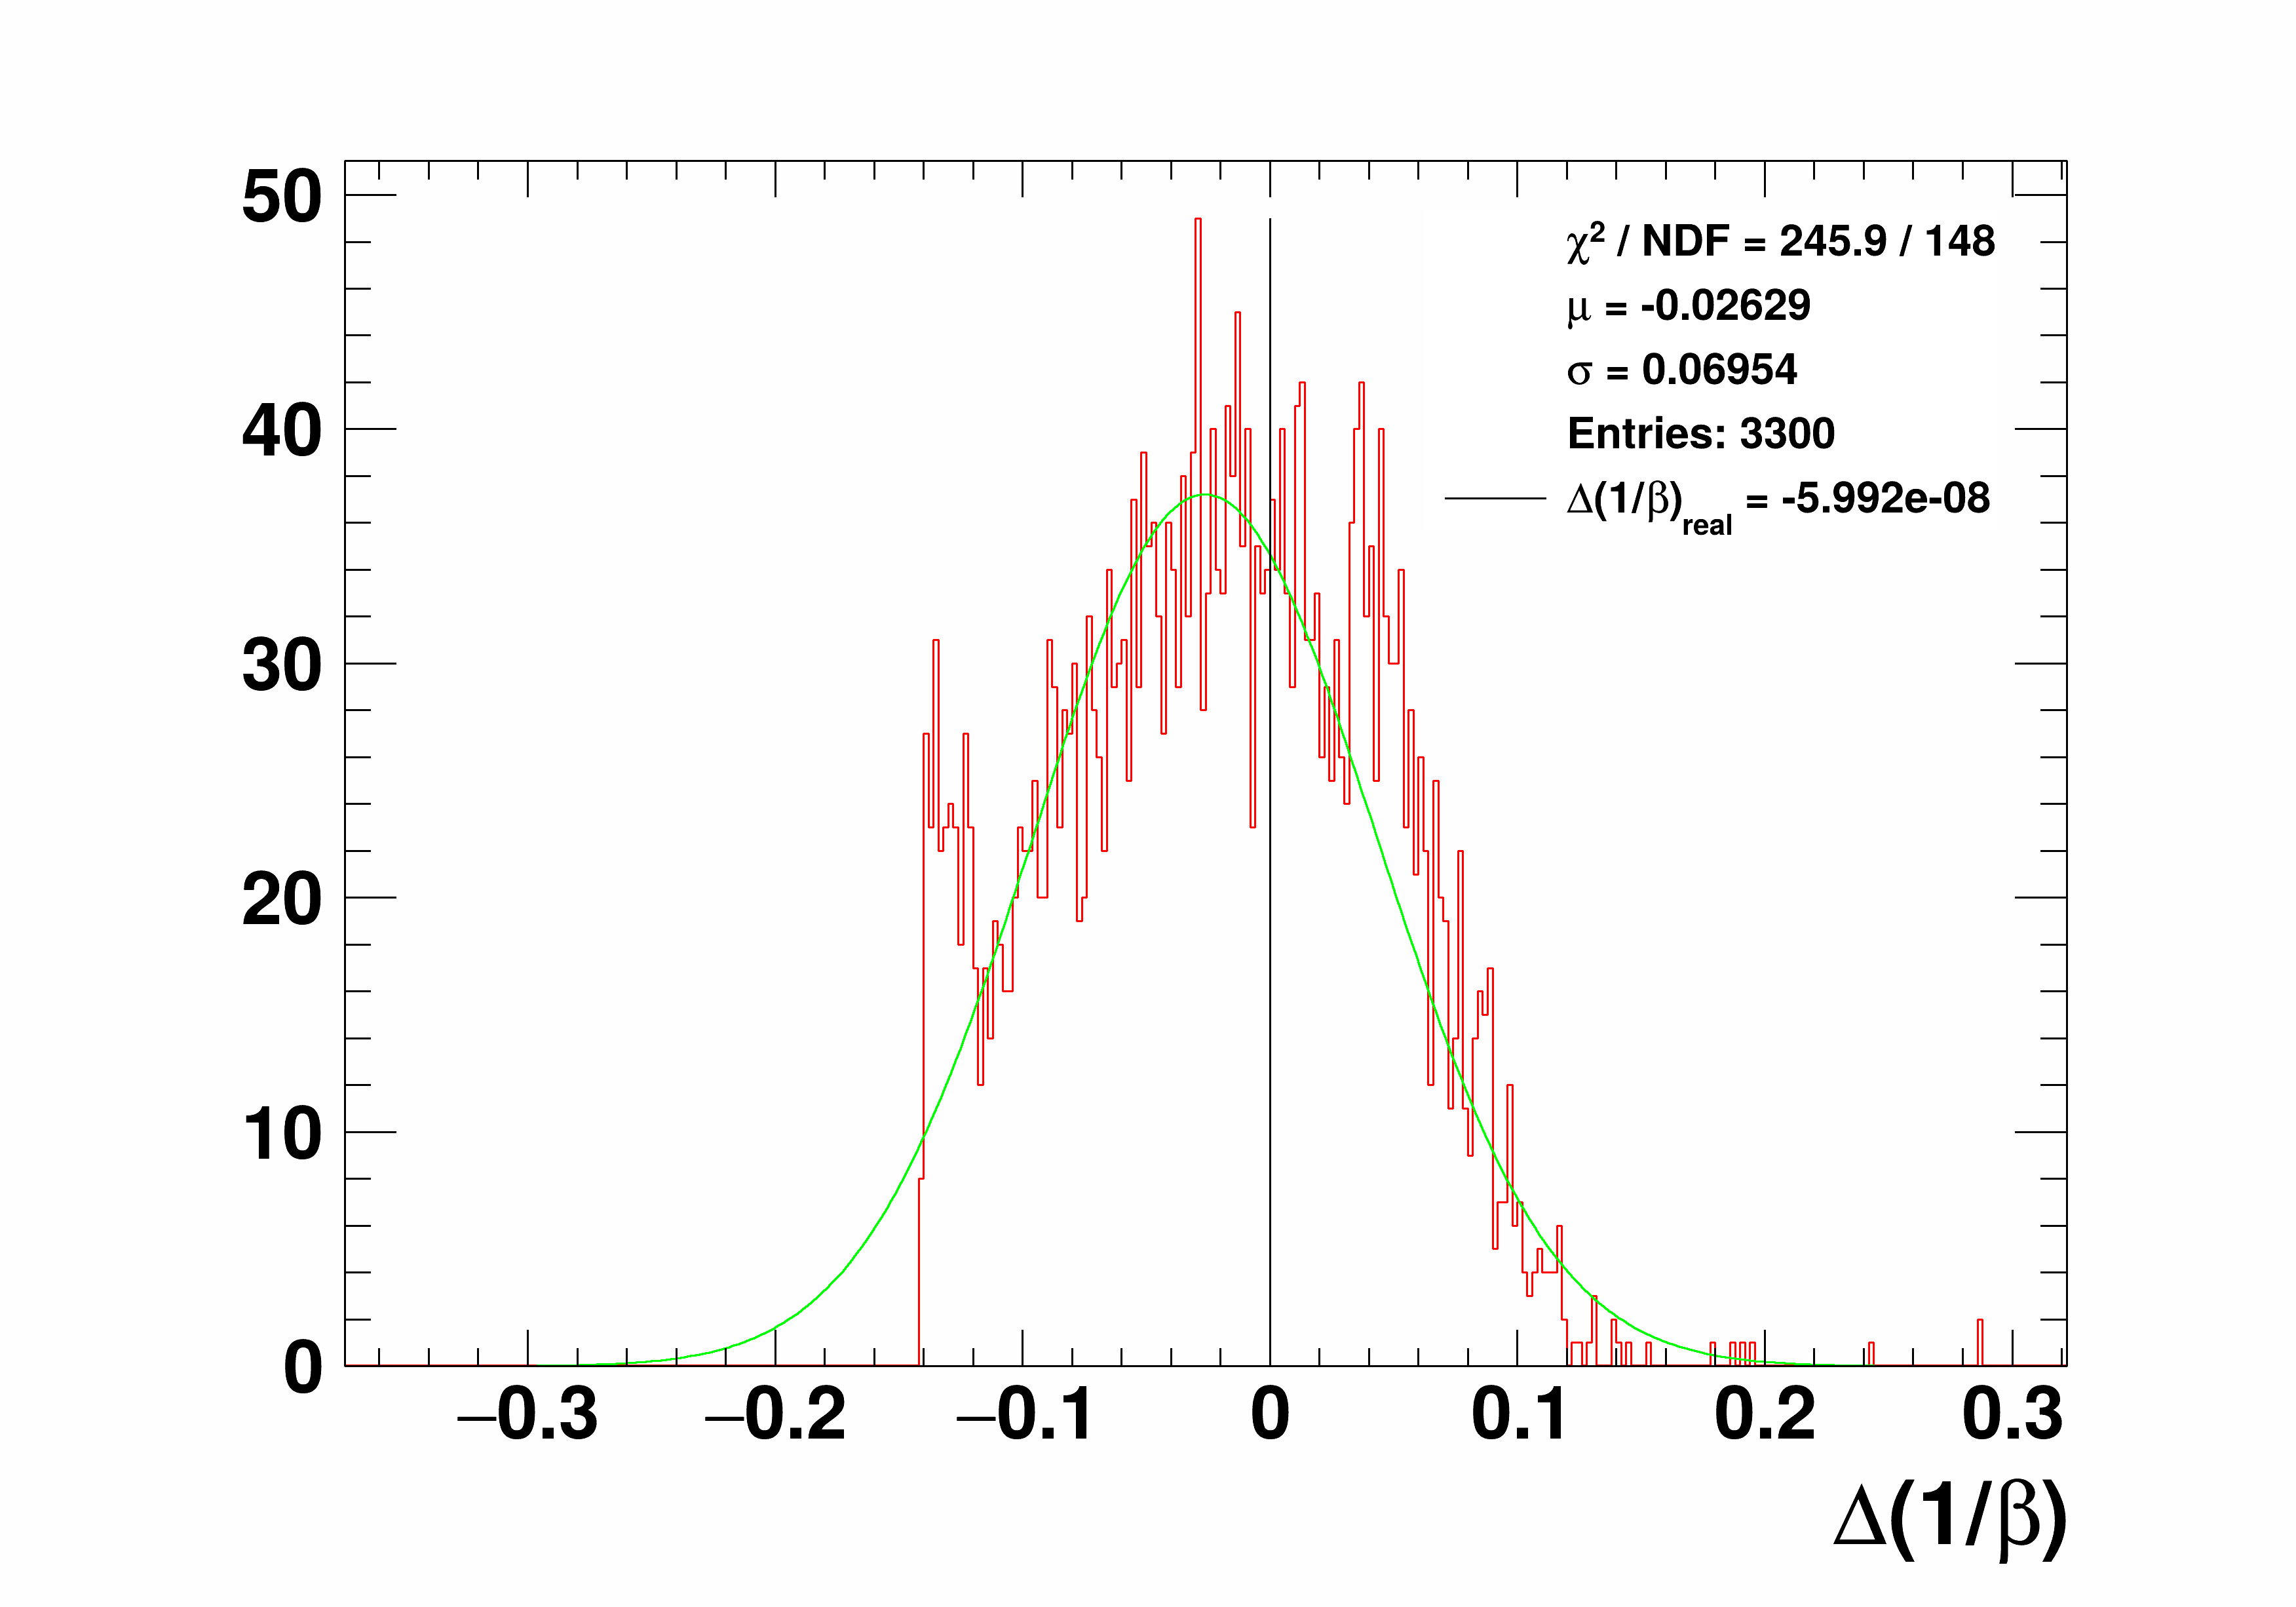 50
40
30
20
10
0
χ² / NDF = 245.9 / 148
μ = -0.02629
σ = 0.06954
Entries: 3300
Δ(1/β)real = -5.992e-08
−0.3 −0.2 −0.1 0 0.1 0.2 0.3
Δ(1/β)